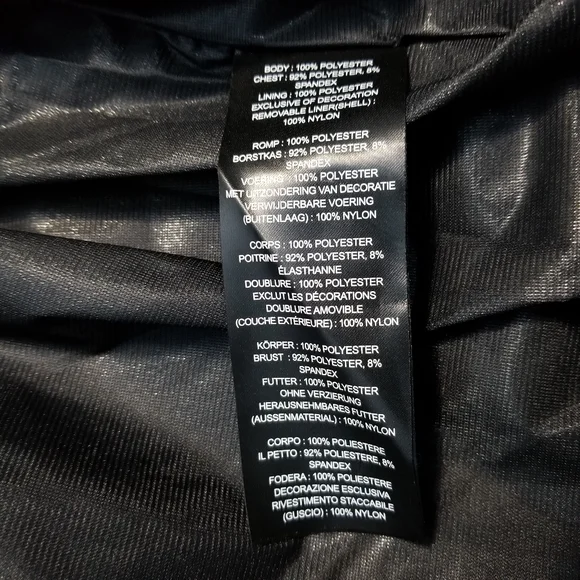 BODY : 100% POLYESTER
CHEST : 92% POLYESTER, 8%
SPANDEX
LINING : 100% POLYESTER
EXCLUSIVE OF DECORATION
REMOVABLE LINER(SHELL) :
100% NYLON
ROMP : 100% POLYESTER
BORSTKAS : 92% POLYESTER, 8%
SPANDEX
VOERING : 100% POLYESTER
MET UITZONDERING VAN DECORATIE
VERWIJDERBARE VOERING
(BUITENLAAG) : 100% NYLON
CORPS : 100% POLYESTER
POITRINE : 92% POLYESTER, 8%
ÉLASTHANNE
DOUBLURE : 100% POLYESTER
EXCLUT LES DÉCORATIONS
DOUBLURE AMOVIBLE
(COUCHE EXTÉRIEURE) : 100% NYLON
KÖRPER : 100% POLYESTER
BRUST : 92% POLYESTER, 8%
SPANDEX
FUTTER : 100% POLYESTER
OHNE VERZIERUNG
HERAUSNEHMBARES FUTTER
(AUSSENMATERIAL) : 100% NYLON
CORPO : 100% POLIESTERE
IL PETTO : 92% POLIESTERE, 8%
SPANDEX
FODERA : 100% POLIESTERE
DECORAZIONE ESCLUSIVA
RIVESTIMENTO STACCABILE
(GUSCIO) : 100% NYLON